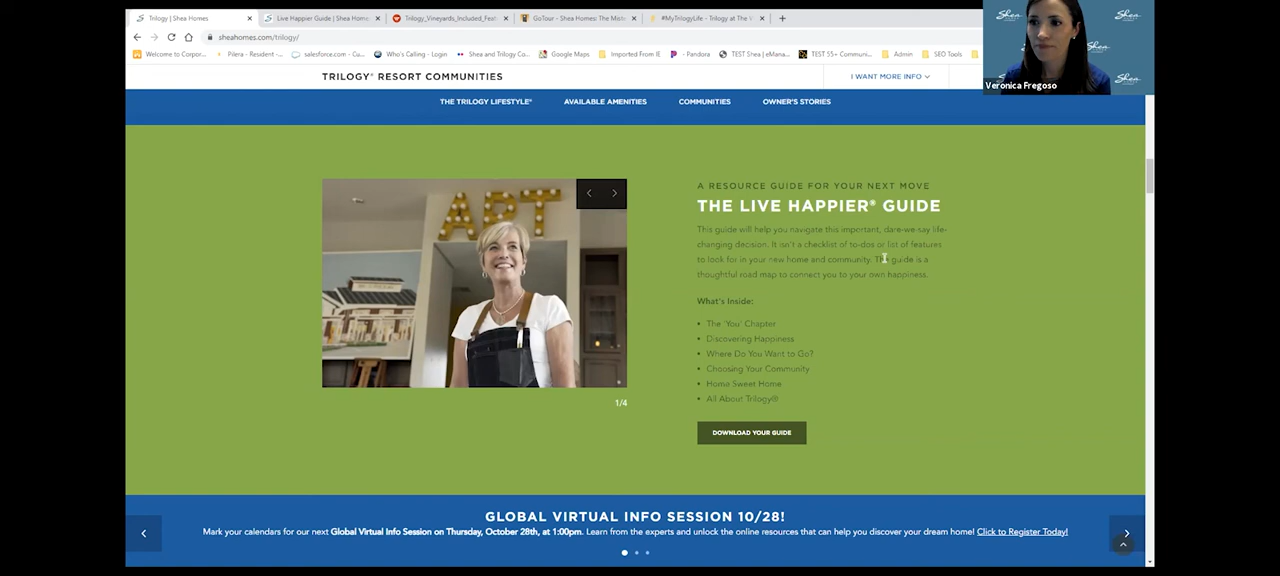 Trilogy | Shea Homes
Live Happier Guide | Shea Home
Trilogy_Vineyards_Included_Feat
GoTour - Shea Homes: The Mistr
#MyTrilogyLife - Trilogy at The V
sheahomes.com/trilogy/
Welcome to Corpor...
Pilera - Resident -...
salesforce.com - Cu...
Who's Calling - Login
Shea and Trilogy Co...
Google Maps
Imported From IE
- Pandora
TEST Shea | eMana...
TEST 55+ Communi...
Admin
SEO Tools
Shea
Shea
Shea
Veronica Fregoso
TRILOGY® RESORT COMMUNITIES
I WANT MORE INFO
THE TRILOGY LIFESTYLE®
AVAILABLE AMENITIES
COMMUNITIES
OWNER'S STORIES
ART
1/4
A RESOURCE GUIDE FOR YOUR NEXT MOVE
THE LIVE HAPPIER® GUIDE
This guide will help you navigate this important, dare-we say life-
changing decision. It isn't a checklist of to-dos or list of features
to look for in your new home and community. The guide is a
thoughtful road map to connect you to your own happiness.
What's Inside:
• The 'You' Chapter
• Discovering Happiness
• Where Do You Want to Go?
• Choosing Your Community
• Home Sweet Home
• All About Trilogy®
DOWNLOAD YOUR GUIDE
GLOBAL VIRTUAL INFO SESSION 10/28!
Mark your calendars for our next Global Virtual Info Session on Thursday, October 28th, at 1:00pm. Learn from the experts and unlock the online resources that can help you discover your dream home! Click to Register Today!